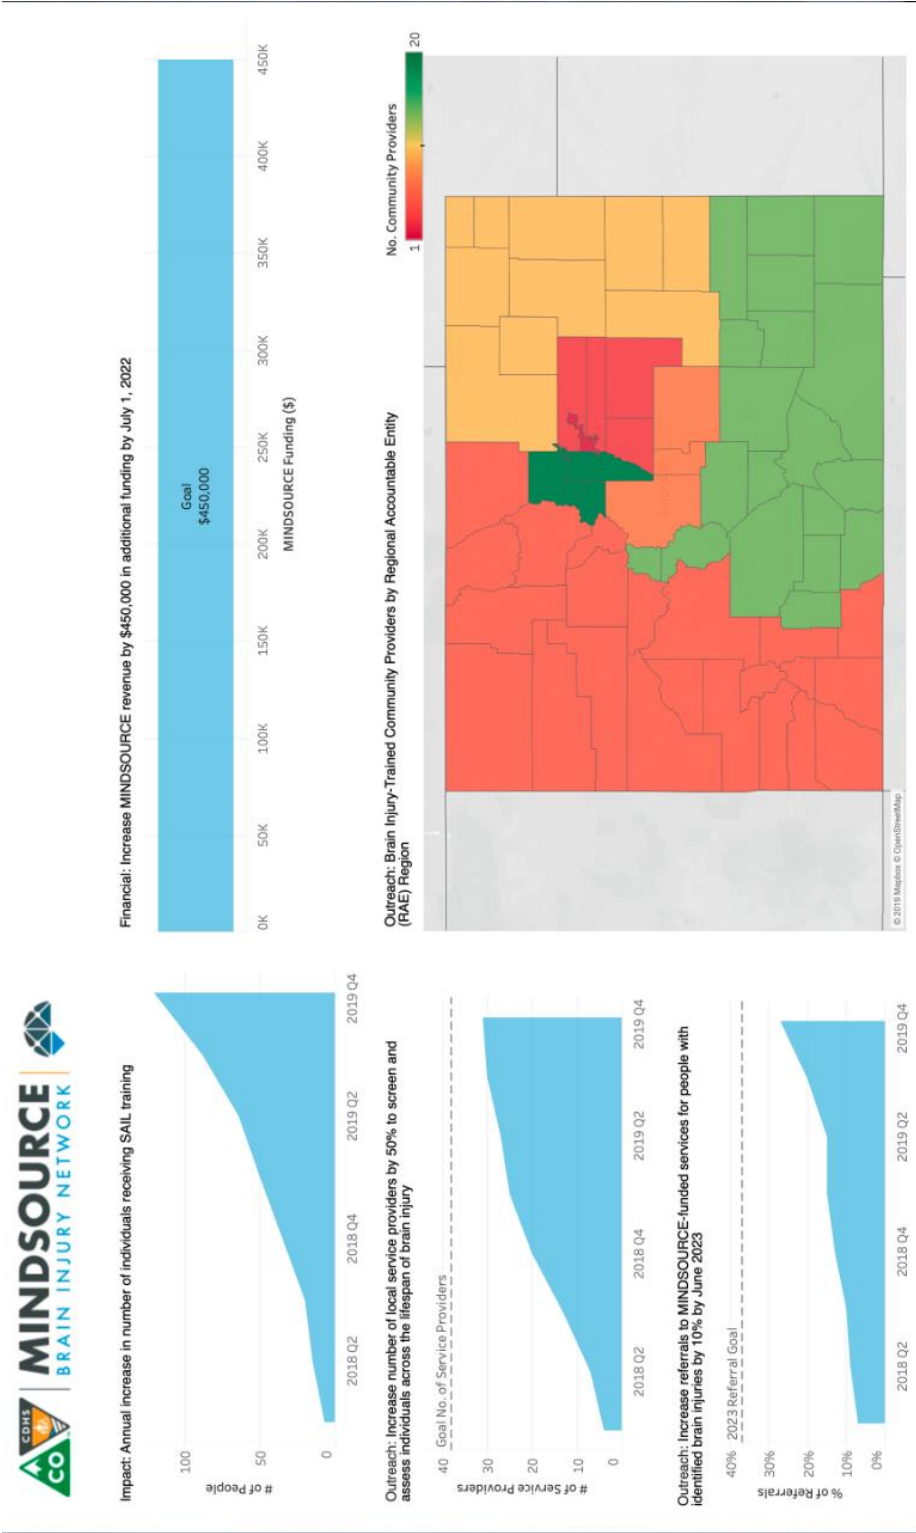 CO
CDHS
MINDSOURCE
BRAIN INJURY NETWORK
Impact: Annual increase in number of individuals receiving SAIL training
# of People
100
50
0
2018 Q2
2018 Q4
2019 Q2
2019 Q4
Financial: Increase MINDSOURCE revenue by $450,000 in additional funding by July 1, 2022
Goal
$450,000
0K
50K
100K
150K
200K
250K
300K
350K
400K
450K
MINDSOURCE Funding ($)
Outreach: Increase number of local service providers by 50% to screen and
assess individuals across the lifespan of brain injury
# of Service Providers
40
30
20
10
0
Goal No. of Service Providers
2018 Q2
2018 Q4
2019 Q2
2019 Q4
Outreach: Increase referrals to MINDSOURCE-funded services for people with
identified brain injuries by 10% by June 2023
% of Referrals
40%
30%
20%
10%
0%
2023 Referral Goal
2018 Q2
2018 Q4
2019 Q2
2019 Q4
Outreach: Brain Injury-Trained Community Providers by Regional Accountable Entity
(RAE) Region
No. Community Providers
1
20
© 2019 Mapbox © OpenStreetMap